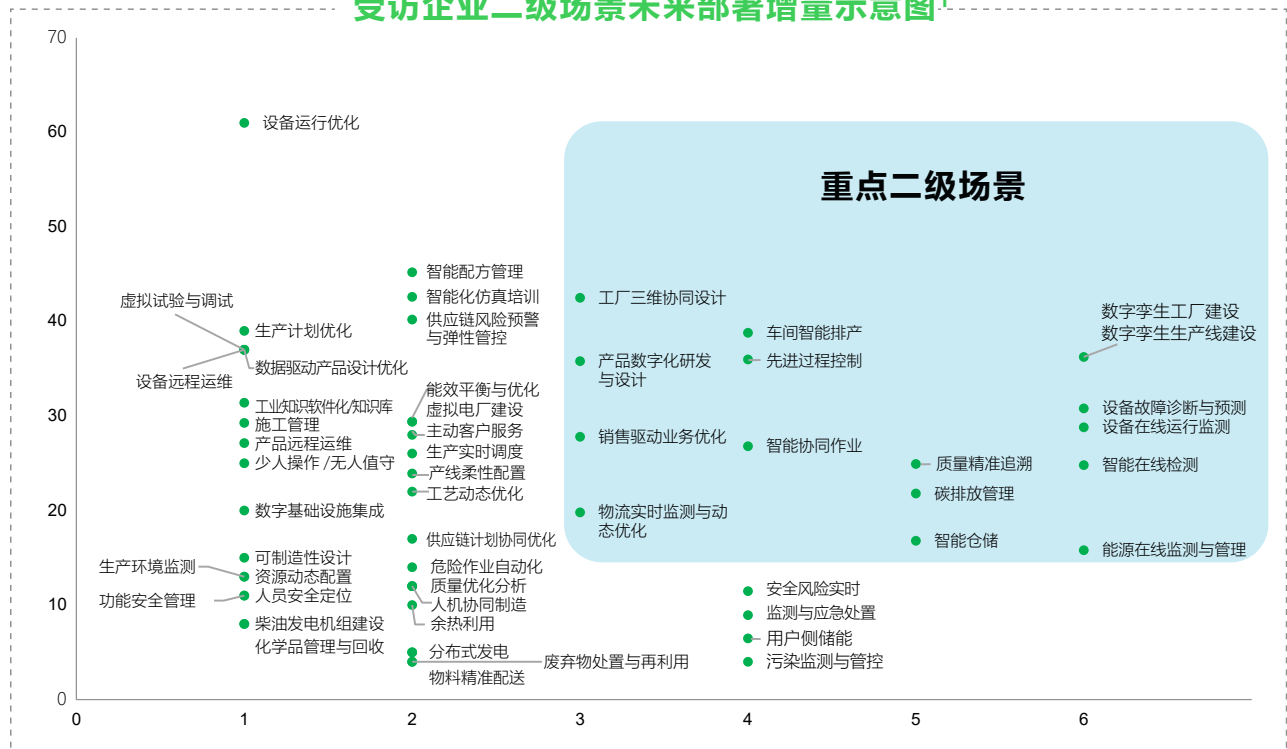 受访企业二级场景未来部署增量示意图1
70
60
50
40
30
20
10
0
0
1
2
3
4
5
6
重点二级场景
设备运行优化
虚拟试验与调试
生产计划优化
数据驱动产品设计优化
设备远程运维
工业知识软件化/知识库
施工管理
产品远程运维
少人操作/无人值守
数字基础设施集成
可制造性设计
生产环境监测
资源动态配置
功能安全管理
人员安全定位
柴油发电机组建设
化学品管理与回收
智能配方管理
智能化仿真培训
供应链风险预警
与弹性管控
能效平衡与优化
虚拟电厂建设
主动客户服务
生产实时调度
产线柔性配置
工艺动态优化
供应链计划协同优化
危险作业自动化
质量优化分析
人机协同制造
余热利用
分布式发电
废弃物处置与再利用
物料精准配送
工厂三维协同设计
产品数字化研发
与设计
销售驱动业务优化
物流实时监测与动
态优化
车间智能排产
先进过程控制
智能协同作业
安全风险实时
监测与应急处置
用户侧储能
污染监测与管控
质量精准追溯
碳排放管理
智能仓储
数字孪生工厂建设
数字孪生生产线建设
设备故障诊断与预测
设备在线运行监测
智能在线检测
能源在线监测与管理